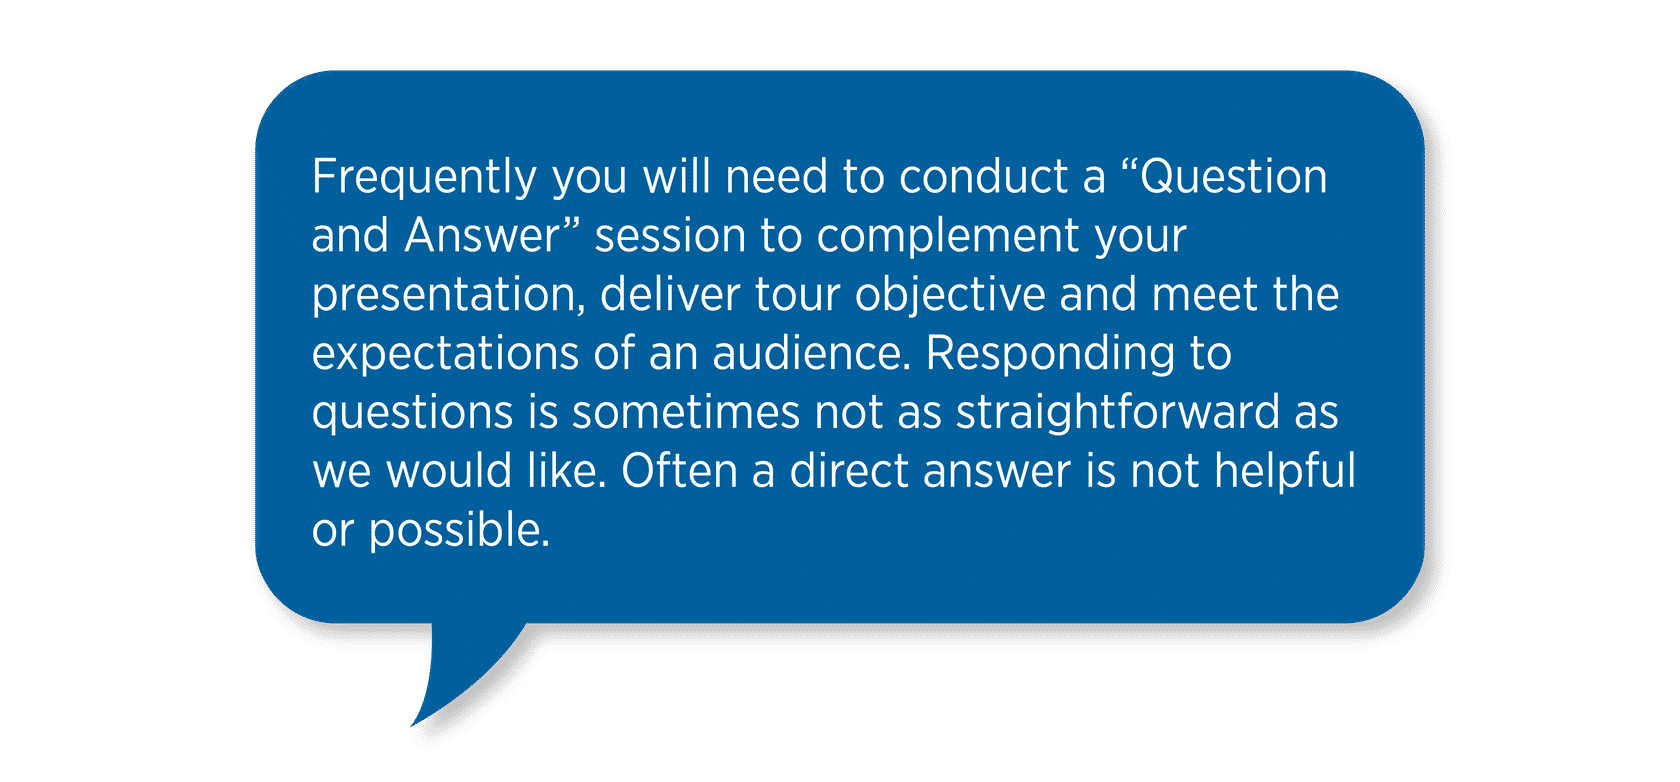 Frequently you will need to conduct a “Question
and Answer” session to complement your
presentation, deliver tour objective and meet the
expectations of an audience. Responding to
questions is sometimes not as straightforward as
we would like. Often a direct answer is not helpful
or possible.